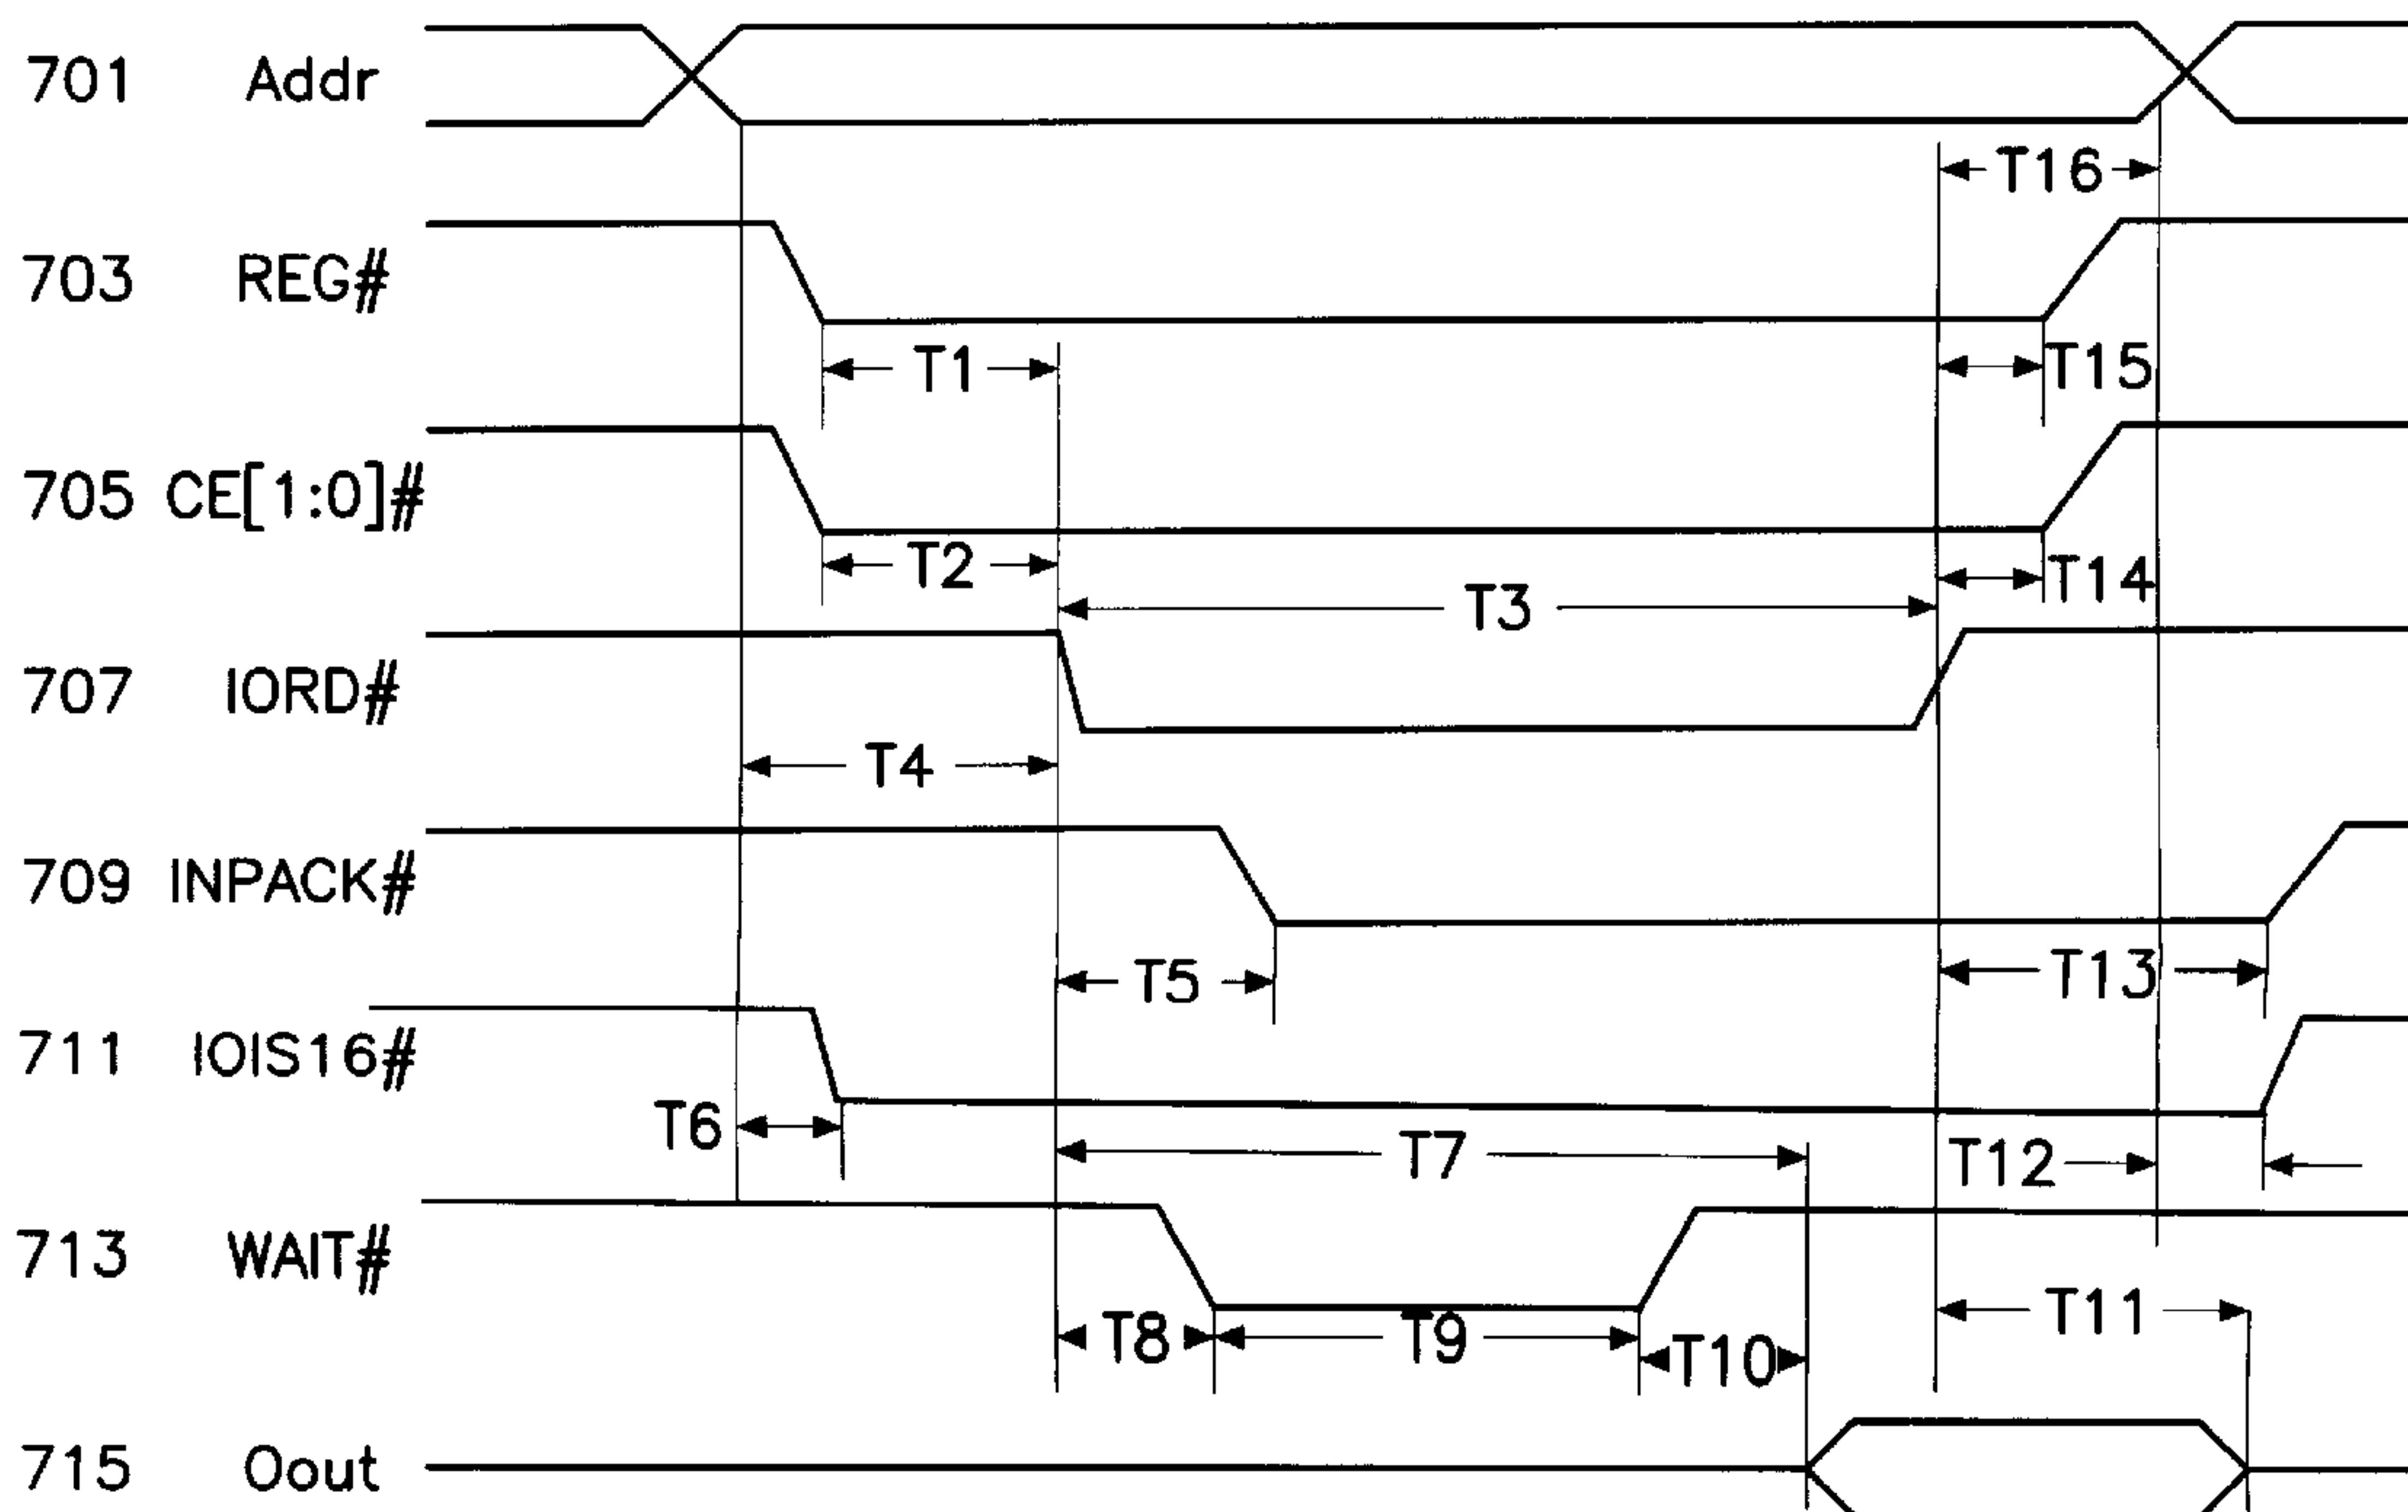 701 Addr
T16
703 REG#
T1
T15
705 CE[1:0]#
T2
T14
T3
707 IORD#
T4
709 INPACK#
T5
T13
711 IOIS16#
T6
T7
T12
713 WAIT#
T8
T9
T10
T11
715 Oout